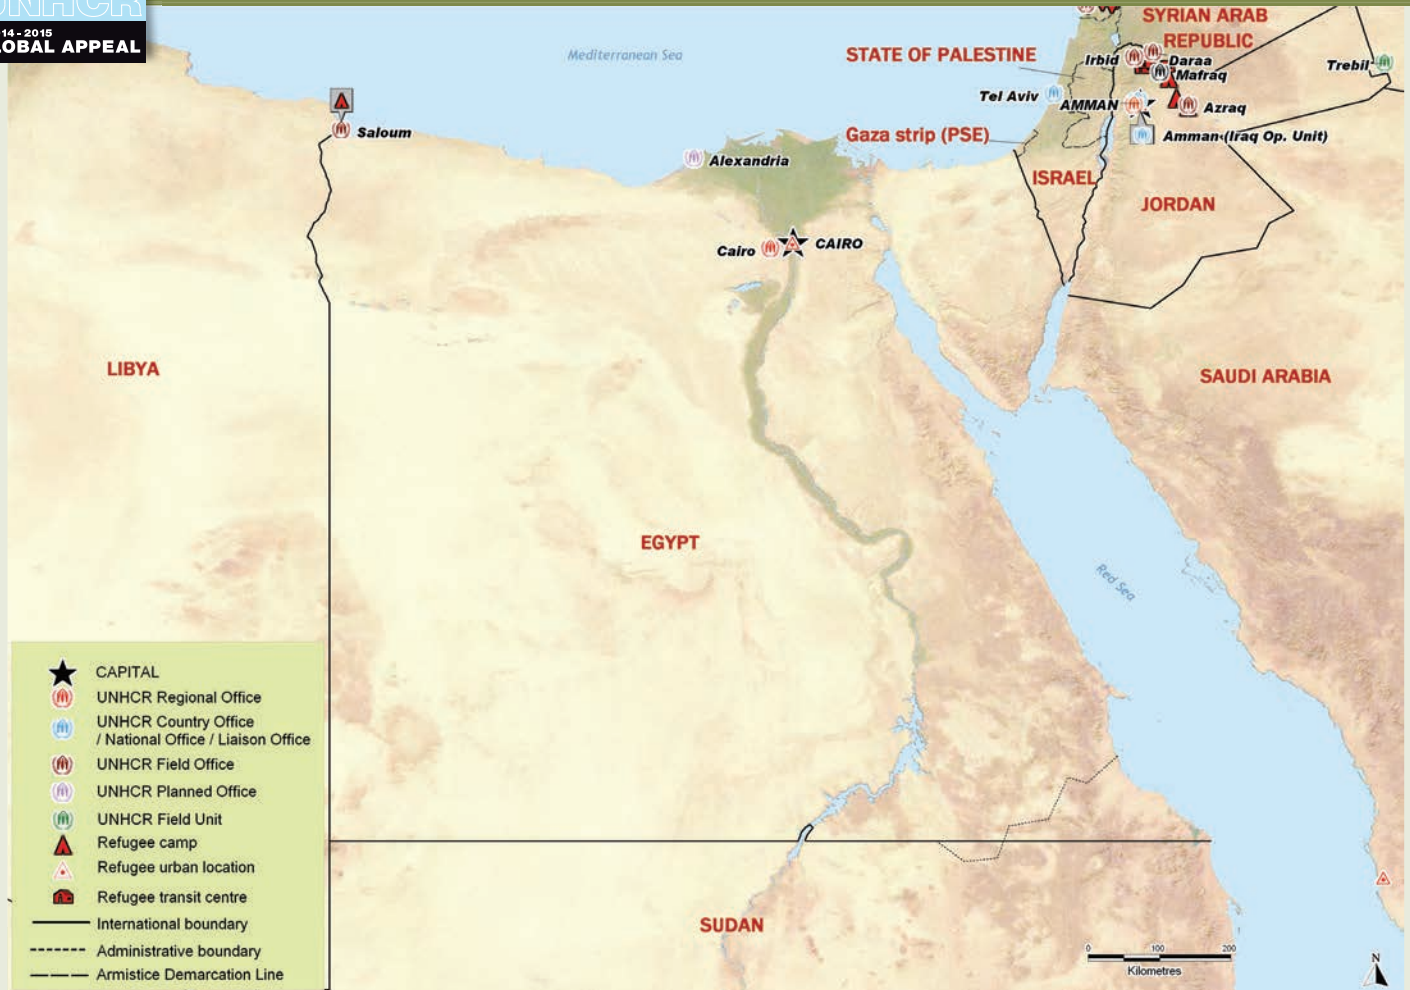 UNHCR
14 - 2015
OBAL APPEAL
Mediterranean Sea
STATE OF PALESTINE
SYRIAN ARAB
REPUBLIC
Irbid
Daraa
Mafraq
Trebil
Tel Aviv
AMMAN
Azraq
Saloum
Gaza strip (PSE)
Amman (Iraq Op. Unit)
Alexandria
ISRAEL
JORDAN
Cairo
CAIRO
LIBYA
SAUDI ARABIA
EGYPT
Red Sea
SUDAN
CAPITAL
UNHCR Regional Office
UNHCR Country Office
/ National Office / Liaison Office
UNHCR Field Office
UNHCR Planned Office
UNHCR Field Unit
Refugee camp
Refugee urban location
Refugee transit centre
International boundary
Administrative boundary
Armistice Demarcation Line
0 100 200
Kilometres
N